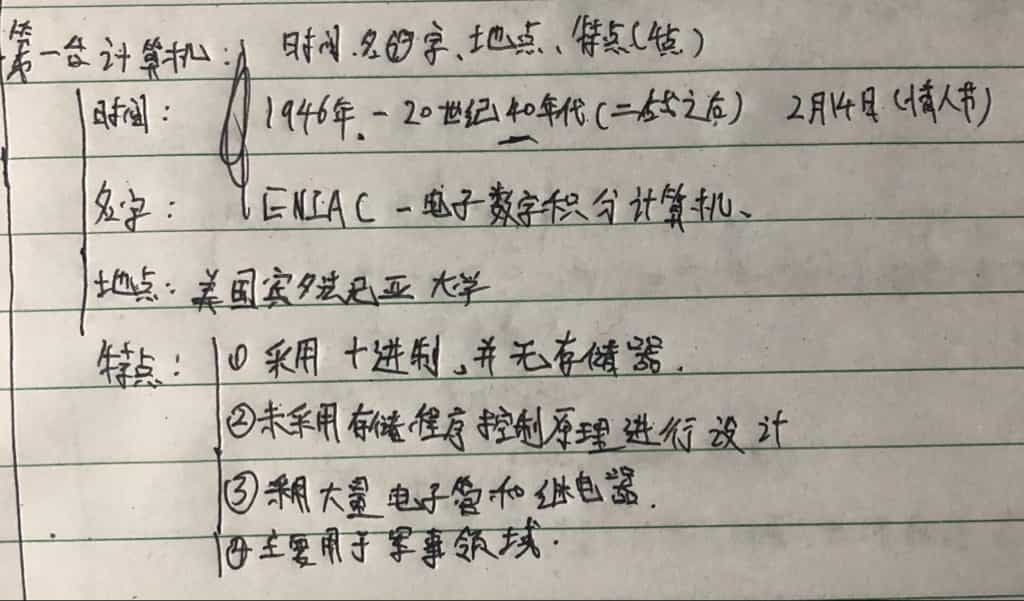 第一台计算机: 时间、名字、地点、特点(4点)
时间: 1946年. - 20世纪40年代(二战之后) 2月14日(情人节)
名字: ENIAC - 电子数字积分计算机、
地点: 美国宾夕法尼亚大学
特点: ① 采用十进制,并无存储器.
②未采用存储程序控制原理进行设计
③采用大量电子管和继电器.
④主要用于军事领域.